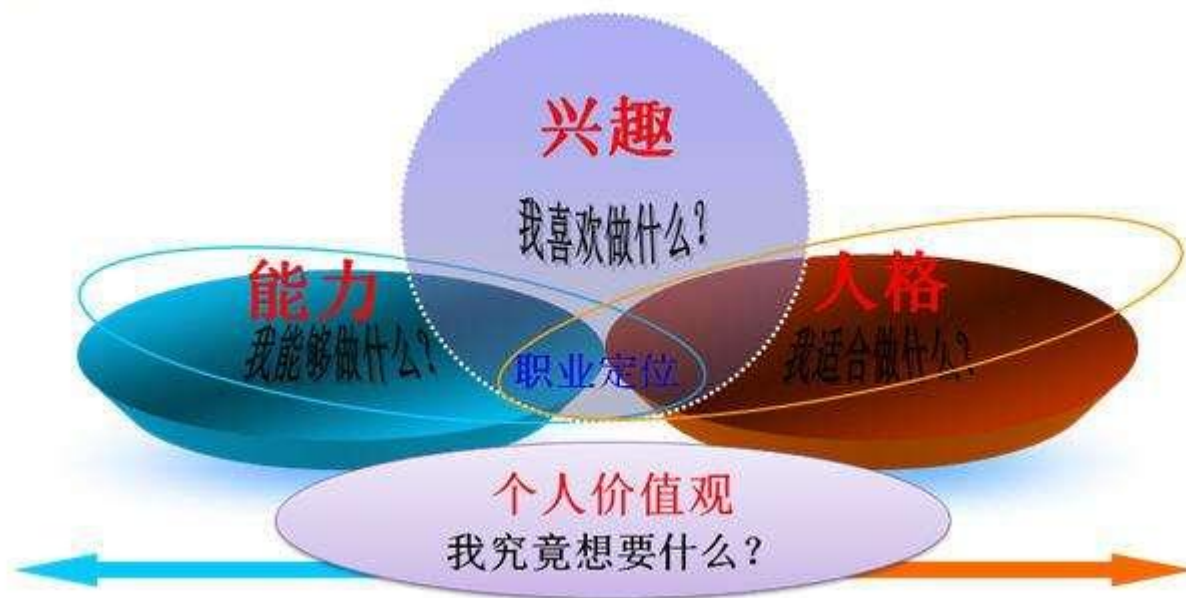 兴趣
我喜欢做什么?
能力
我能够做什么?
人格
我适合做什么?
职业定位
个人价值观
我究竟想要什么?